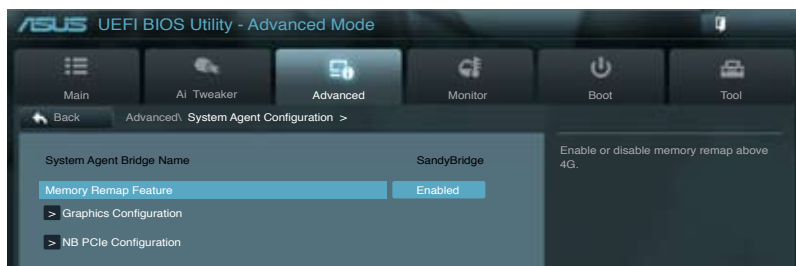 ASUS UEFI BIOS Utility - Advanced Mode
Main Ai Tweaker Advanced Monitor Boot Tool
Back Advanced\ System Agent Configuration >
System Agent Bridge Name SandyBridge
Memory Remap Feature Enabled
> Graphics Configuration
> NB PCIe Configuration
Enable or disable memory remap above
4G.